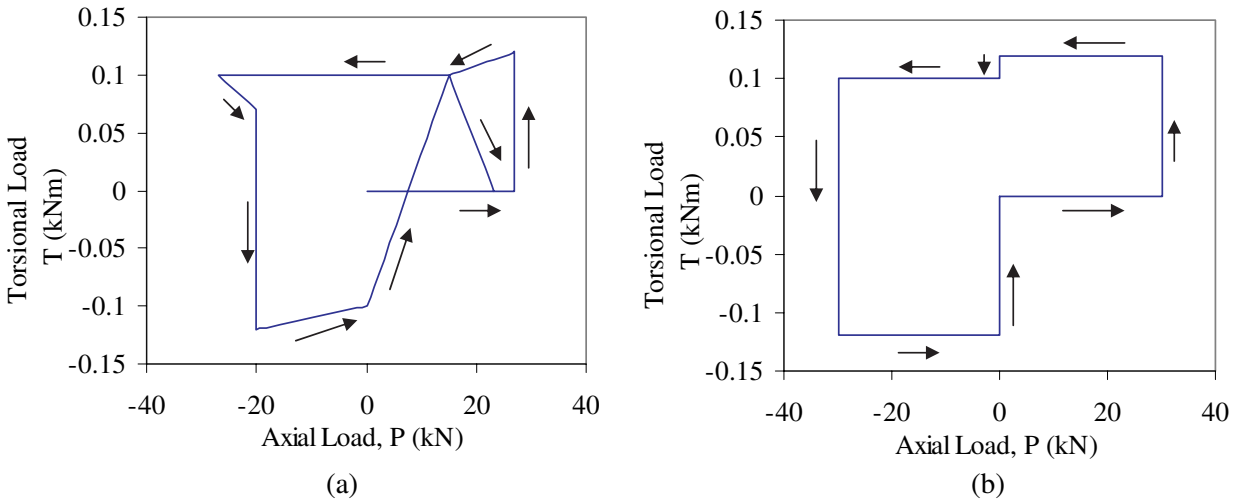 0.15
0.1
0.05
0
-0.05
-0.1
-0.15
-40 -20 0 20 40
Torsional Load
T (kNm)
Axial Load, P (kN)
(a)
0.15
0.1
0.05
0
-0.05
-0.1
-0.15
-40 -20 0 20 40
Torsional Load
T (kNm)
Axial Load, P (kN)
(b)